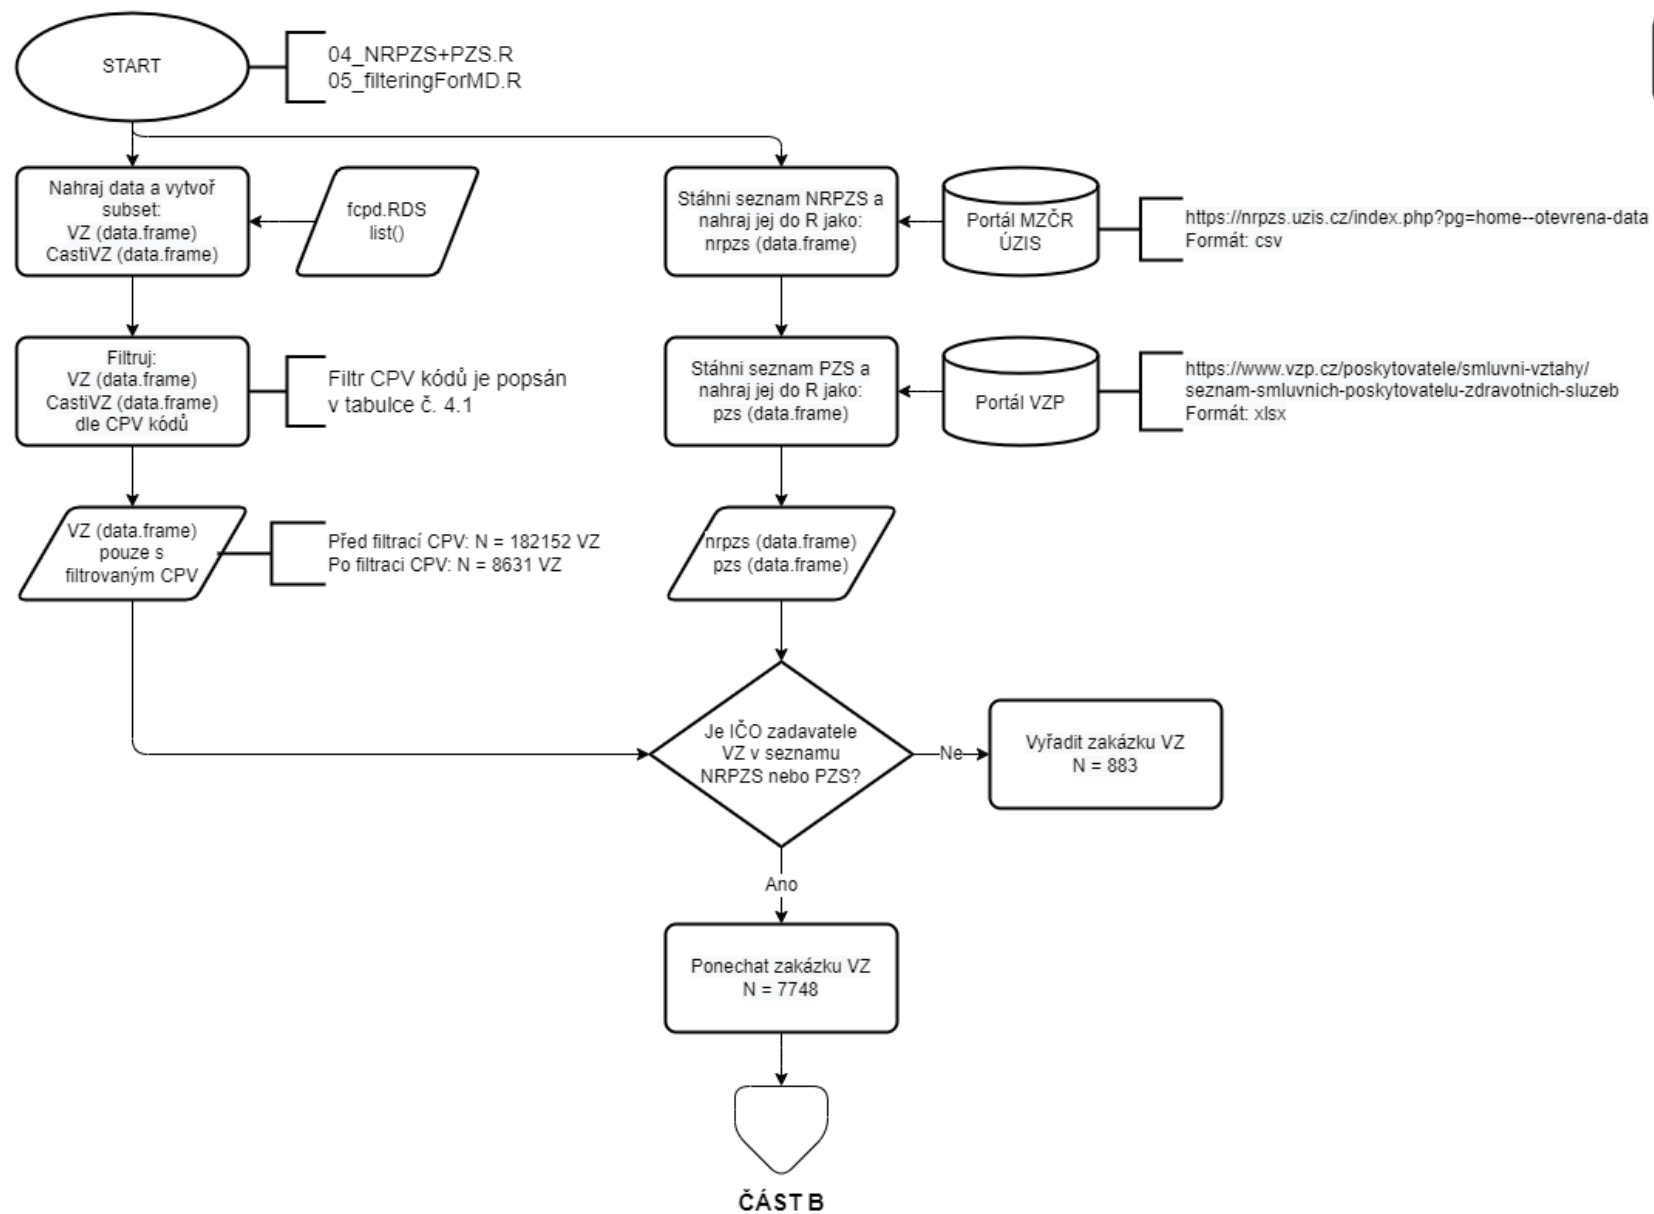 START
04_NRPZS+PZS.R
05_filteringForMD.R
Nahraj data a vytvoř
subset:
VZ (data.frame)
CastiVZ (data.frame)
fcpd.RDS
list()
Stáhni seznam NRPZS a
nahraj jej do R jako:
nrpzs (data.frame)
Portál MZČR
ÚZIS
https://nrpzs.uzis.cz/index.php?pg=home--otevrena-data
Formát: csv
Filtruj:
VZ (data.frame)
CastiVZ (data.frame)
dle CPV kódů
Filtr CPV kódů je popsán
v tabulce č. 4.1
Stáhni seznam PZS a
nahraj jej do R jako:
pzs (data.frame)
Portál VZP
https://www.vzp.cz/poskytovatele/smluvni-vztahy/
seznam-smluvnich-poskytovatelu-zdravotnich-sluzeb
Formát: xlsx
VZ (data.frame)
pouze s
filtrovaným CPV
Před filtrací CPV: N = 182152 VZ
Po filtraci CPV: N = 8631 VZ
nrpzs (data.frame)
pzs (data.frame)
Je IČO zadavatele
VZ v seznamu
NRPZS nebo PZS?
Ne
Vyřadit zakázku VZ
N = 883
Ano
Ponechat zakázku VZ
N = 7748
ČÁST B